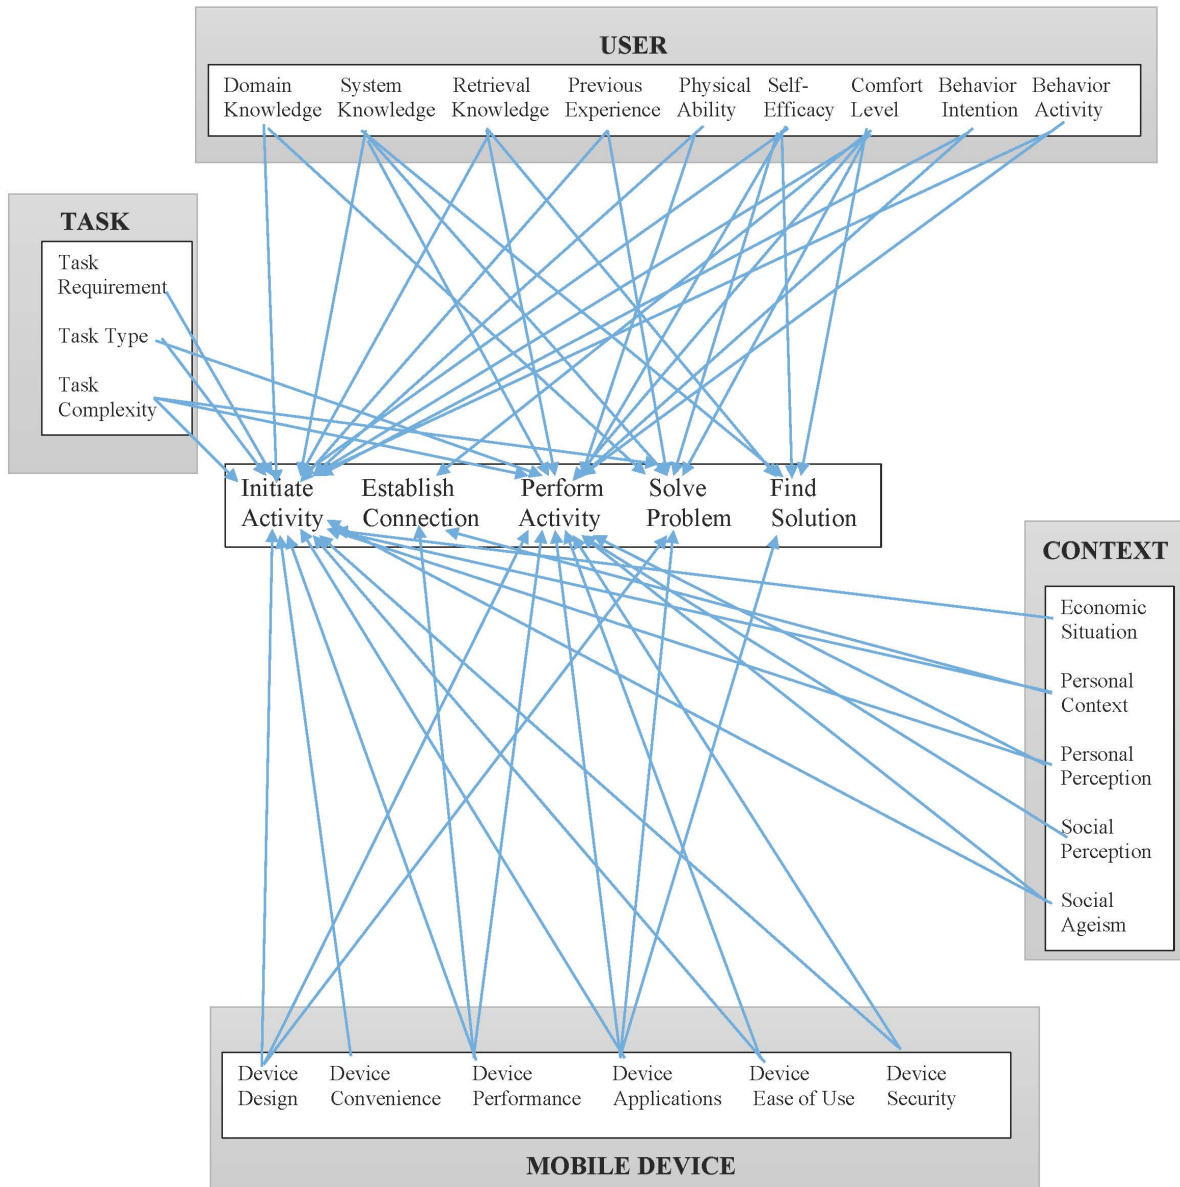 USER
Domain Knowledge
System Knowledge
Retrieval Knowledge
Previous Experience
Physical Ability
Self-Efficacy
Comfort Level
Behavior Intention
Behavior Activity
TASK
Task
Requirement
Task Type
Task
Complexity
Initiate
Activity
Establish
Connection
Perform
Activity
Solve
Problem
Find
Solution
CONTEXT
Economic
Situation
Personal
Context
Personal
Perception
Social
Perception
Social
Ageism
Device
Design
Device
Convenience
Device
Performance
Device
Applications
Device
Ease of Use
Device
Security
MOBILE DEVICE